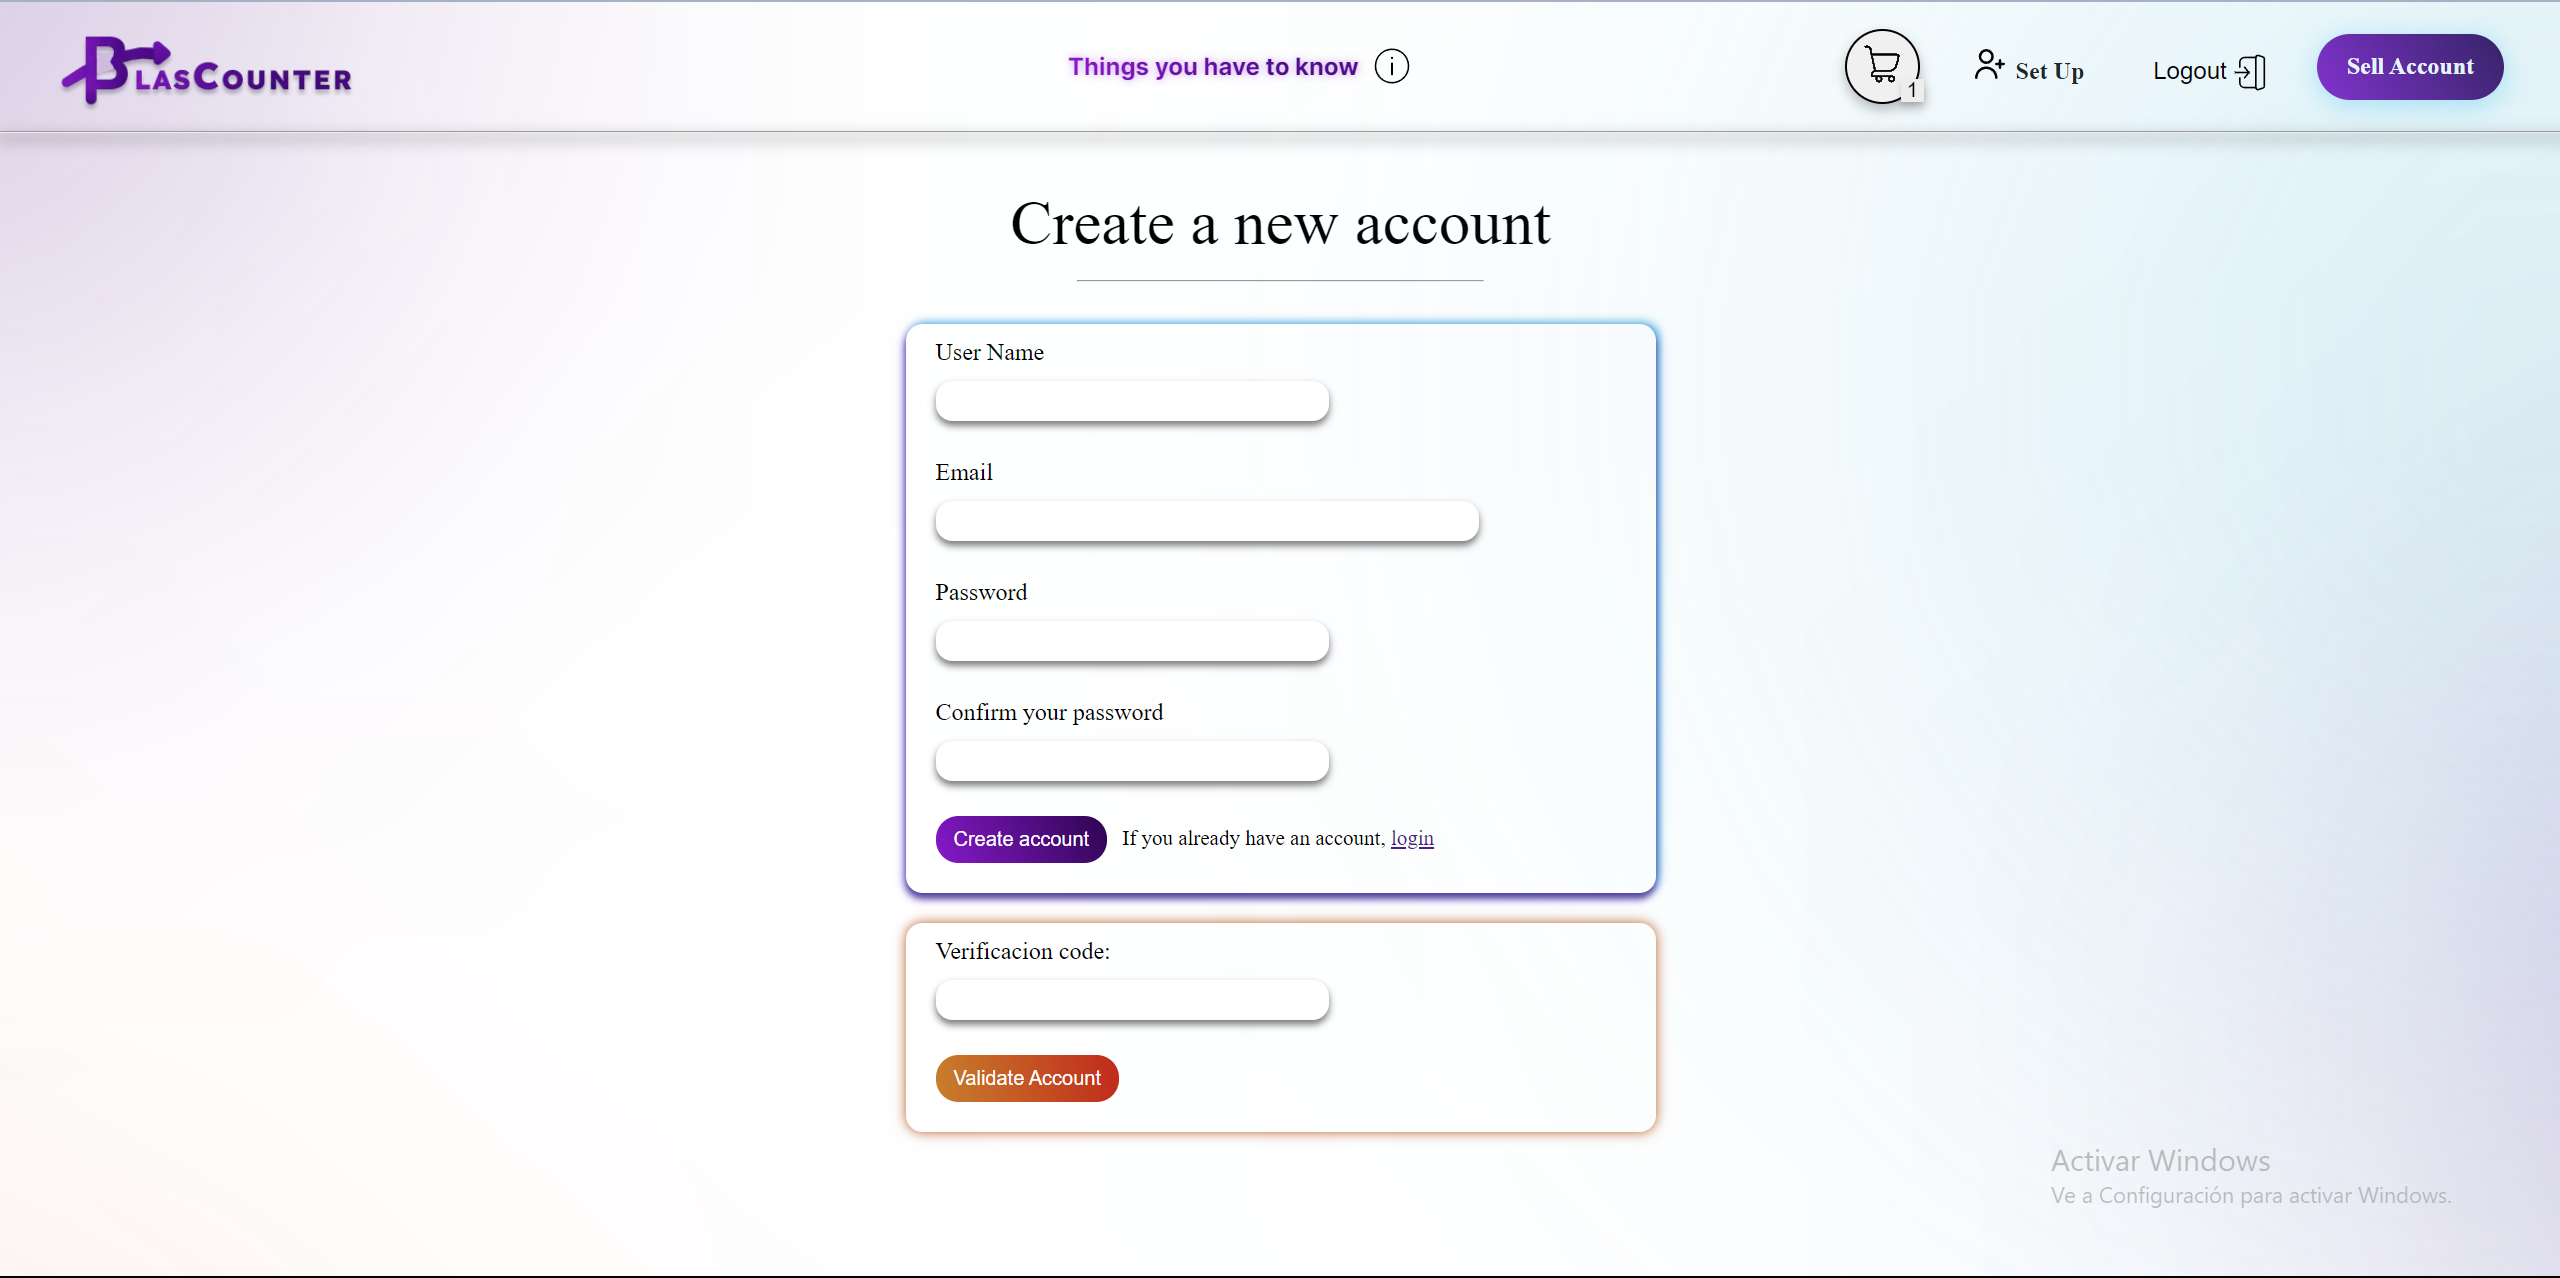 BLASCOUNTER
Things you have to know
1
Set Up
Logout
Sell Account
Create a new account
User Name
Email
Password
Confirm your password
Create account If you already have an account, login
Verificacion code:
Validate Account
Activar Windows
Ve a Configuración para activar Windows.